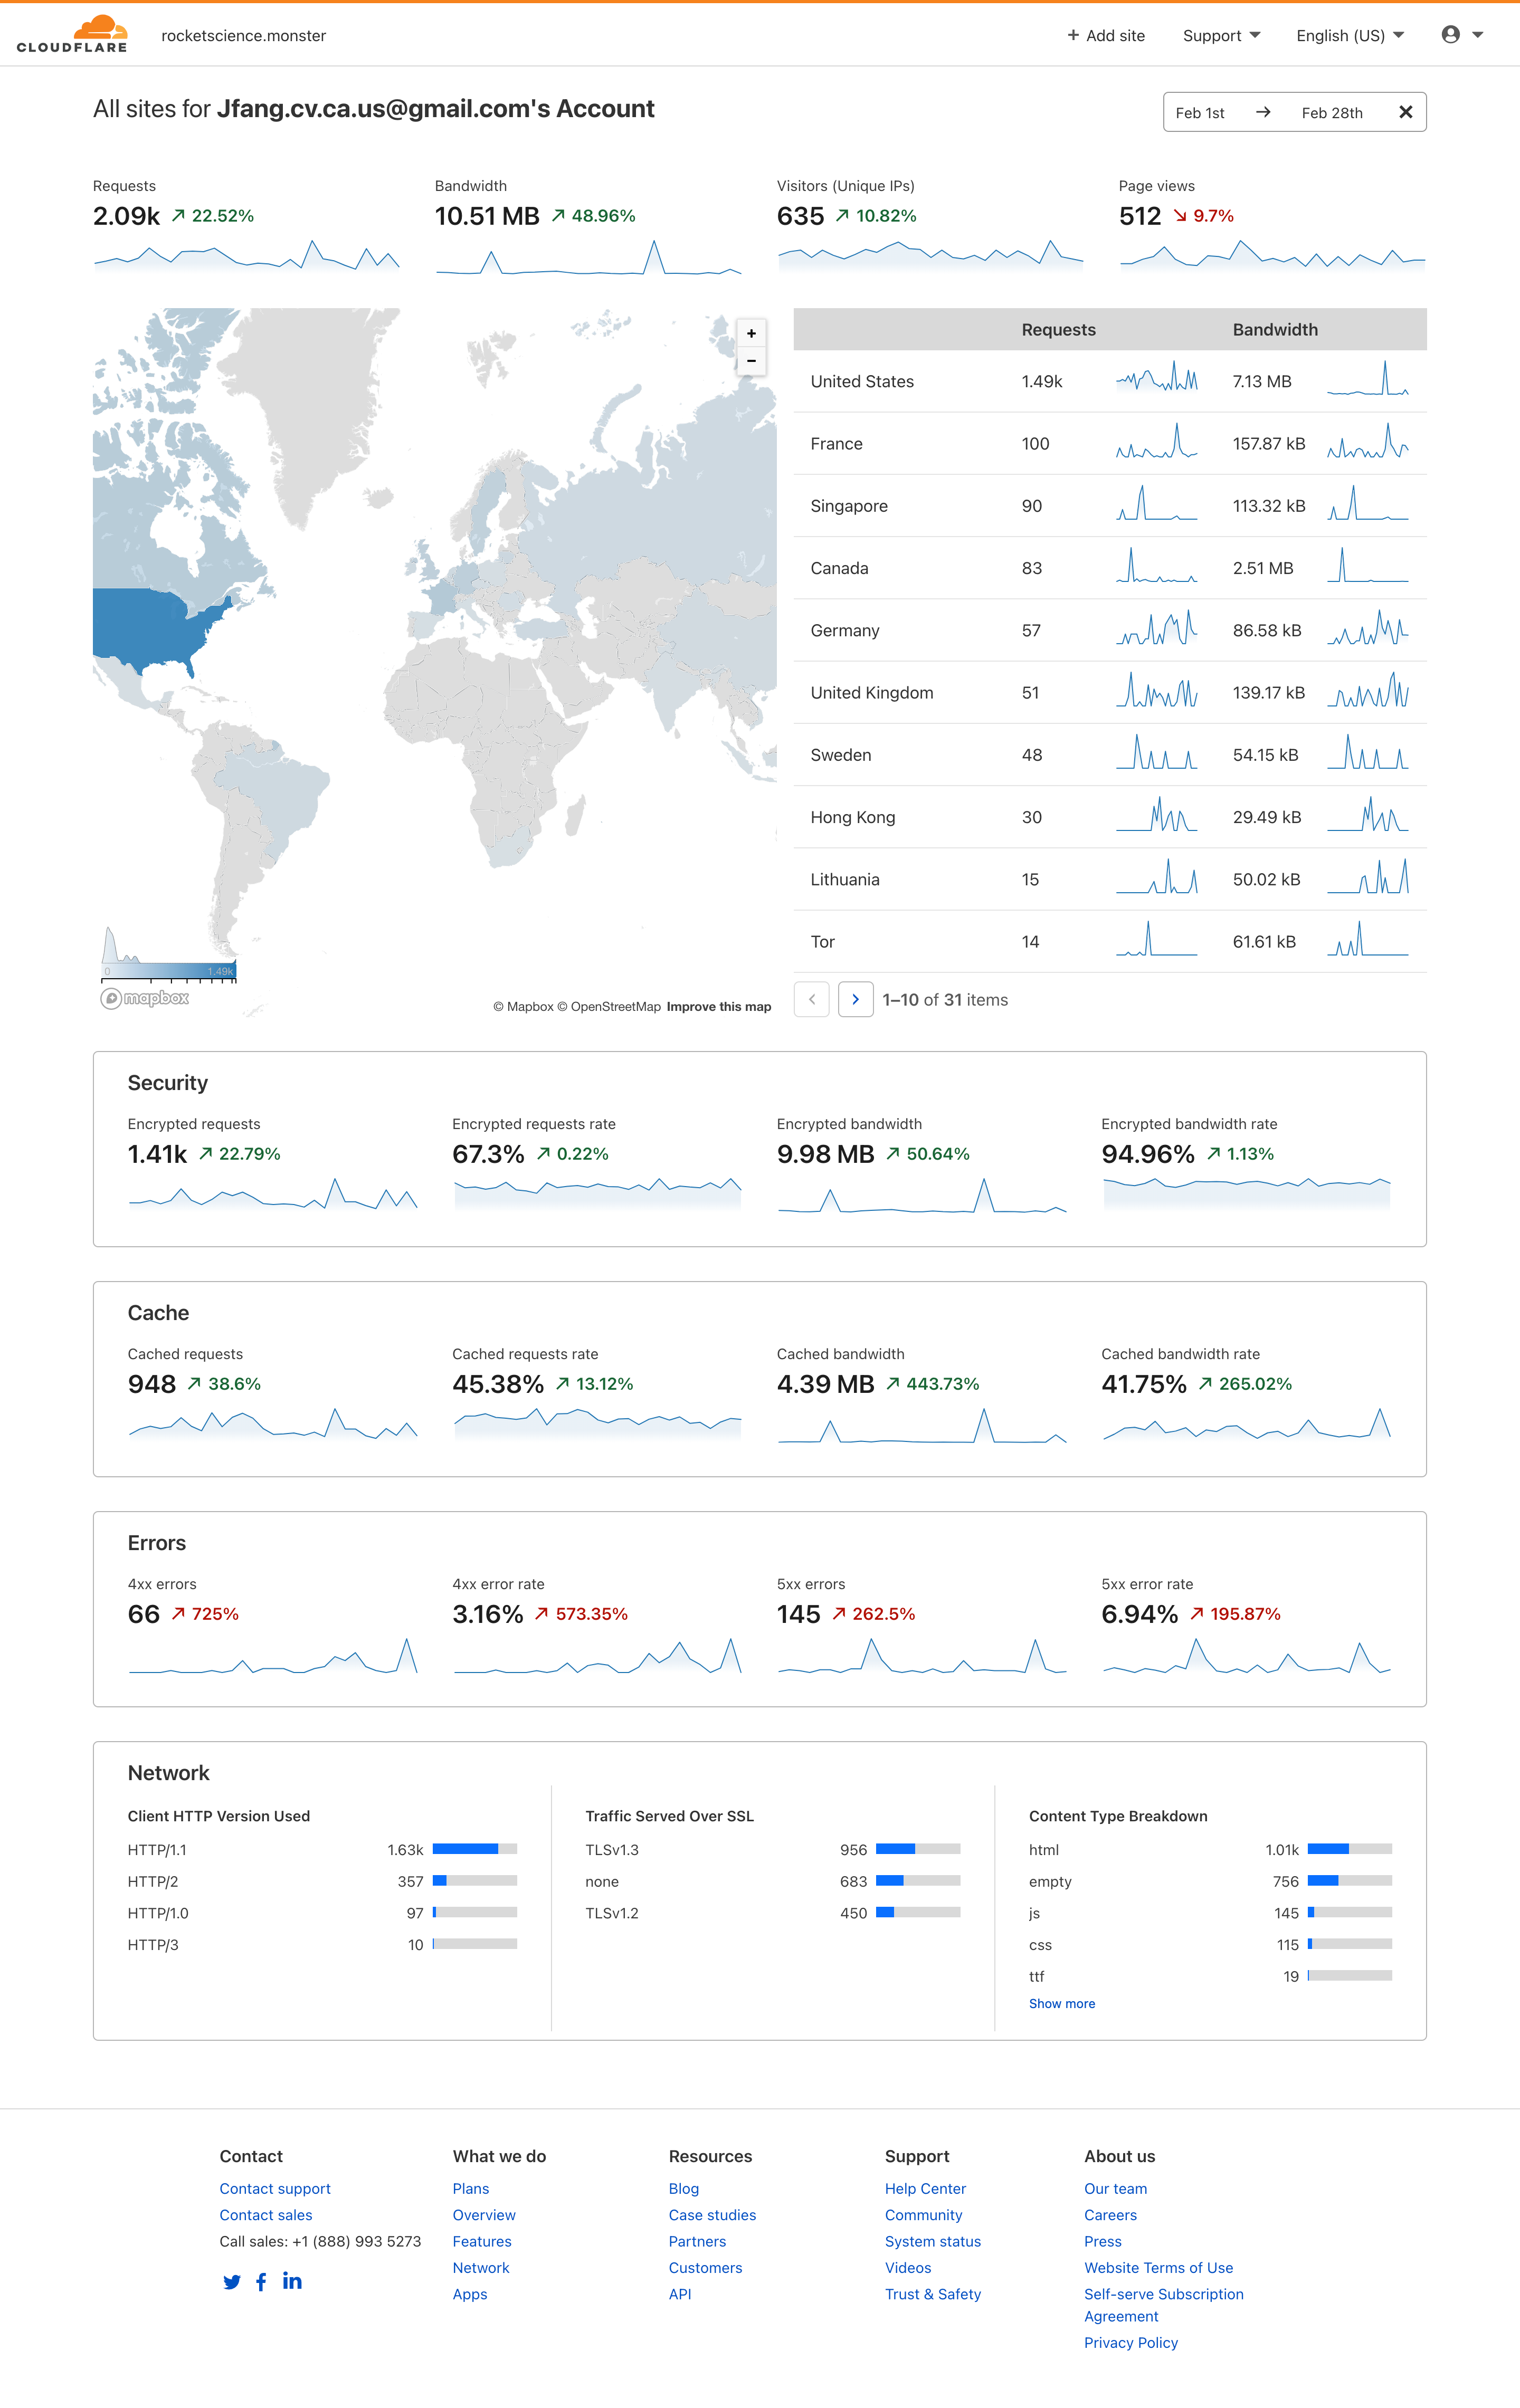 CLOUDFLARE
rocketscience.monster
+ Add site
Support
English (US)
All sites for Jfang.cv.ca.us@gmail.com's Account
Feb 1st → Feb 28th ✕
Requests
2.09k ↗ 22.52%
Bandwidth
10.51 MB ↗ 48.96%
Visitors (Unique IPs)
635 ↗ 10.82%
Page views
512 ↘ 9.7%
+
−
0 1.49k
mapbox
© Mapbox © OpenStreetMap Improve this map
Requests Bandwidth
United States 1.49k 7.13 MB
France 100 157.87 kB
Singapore 90 113.32 kB
Canada 83 2.51 MB
Germany 57 86.58 kB
United Kingdom 51 139.17 kB
Sweden 48 54.15 kB
Hong Kong 30 29.49 kB
Lithuania 15 50.02 kB
Tor 14 61.61 kB
1–10 of 31 items
Security
Encrypted requests
1.41k ↗ 22.79%
Encrypted requests rate
67.3% ↗ 0.22%
Encrypted bandwidth
9.98 MB ↗ 50.64%
Encrypted bandwidth rate
94.96% ↗ 1.13%
Cache
Cached requests
948 ↗ 38.6%
Cached requests rate
45.38% ↗ 13.12%
Cached bandwidth
4.39 MB ↗ 443.73%
Cached bandwidth rate
41.75% ↗ 265.02%
Errors
4xx errors
66 ↗ 725%
4xx error rate
3.16% ↗ 573.35%
5xx errors
145 ↗ 262.5%
5xx error rate
6.94% ↗ 195.87%
Network
Client HTTP Version Used
HTTP/1.1 1.63k
HTTP/2 357
HTTP/1.0 97
HTTP/3 10
Traffic Served Over SSL
TLSv1.3 956
none 683
TLSv1.2 450
Content Type Breakdown
html 1.01k
empty 756
js 145
css 115
ttf 19
Show more
Contact
Contact support
Contact sales
Call sales: +1 (888) 993 5273
What we do
Plans
Overview
Features
Network
Apps
Resources
Blog
Case studies
Partners
Customers
API
Support
Help Center
Community
System status
Videos
Trust & Safety
About us
Our team
Careers
Press
Website Terms of Use
Self-serve Subscription
Agreement
Privacy Policy